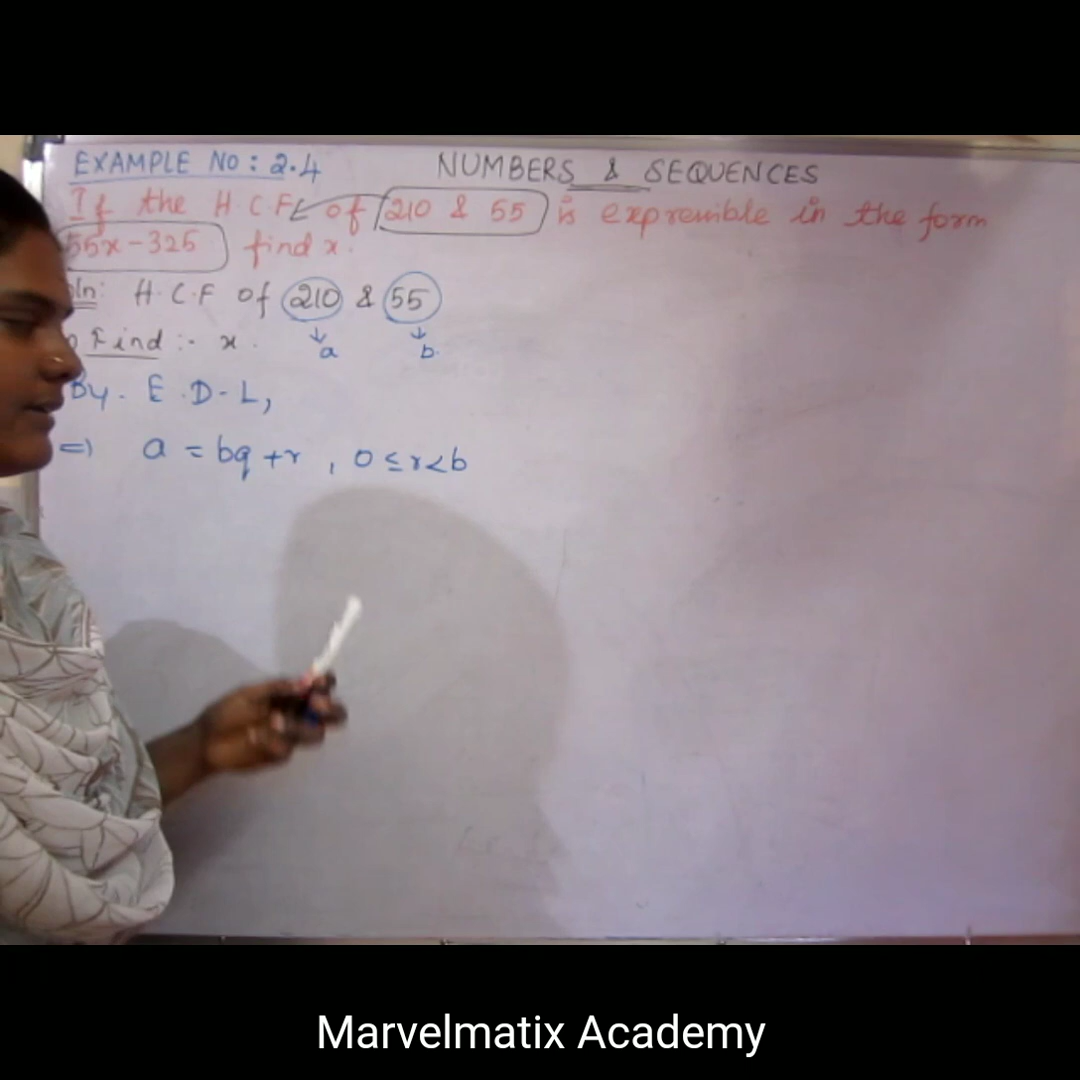 EXAMPLE NO : 2.4 NUMBERS & SEQUENCES
If the H.C.F of 210 & 55 is expressible in the form
55x - 325 find x.
oln: H.C.F of 210 & 55
o Find :- x. a b.
By. E.D-L,
⇒ a = bq + r , 0 ≤ r < b
Marvelmatix Academy